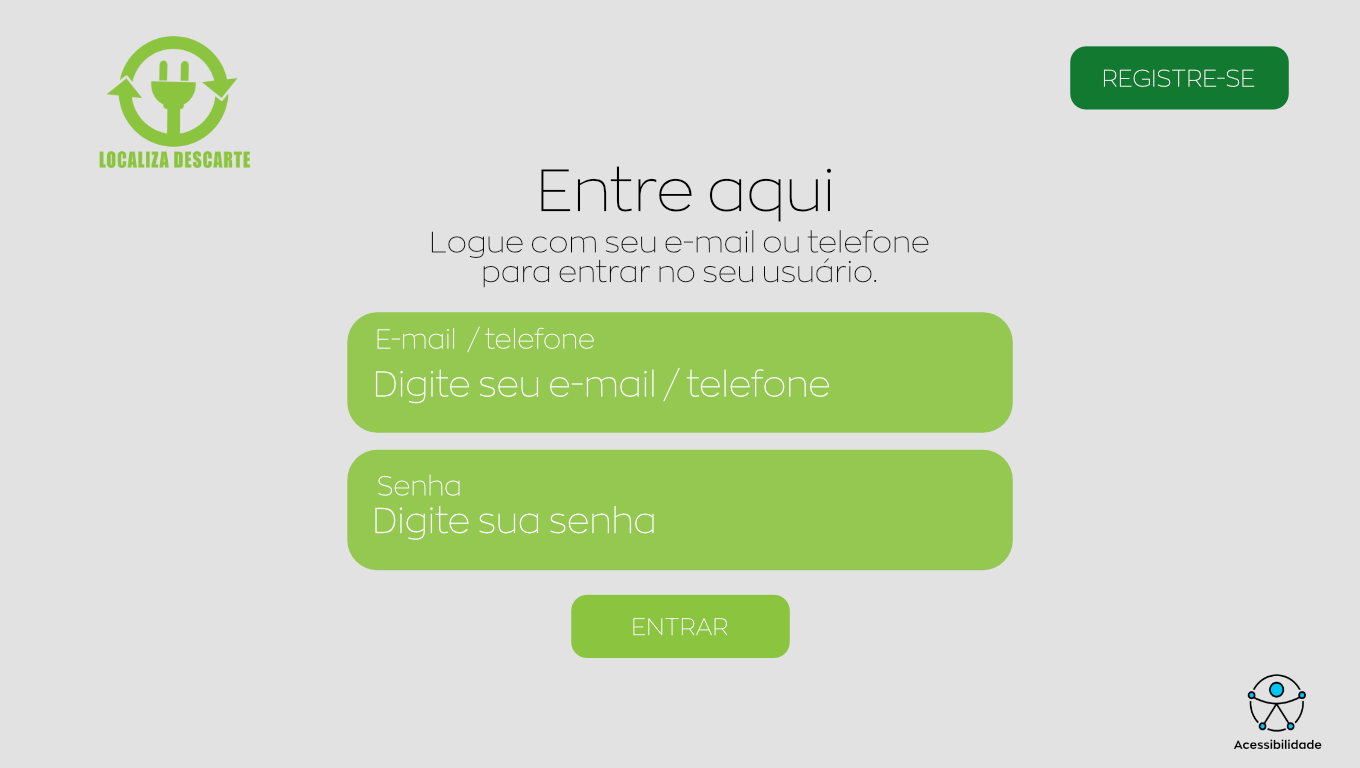 LOCALIZA DESCARTE
REGISTRE-SE
Entre aqui
Logue com seu e-mail ou telefone
para entrar no seu usuário.
E-mail / telefone
Digite seu e-mail / telefone
Senha
Digite sua senha
ENTRAR
Acessibilidade